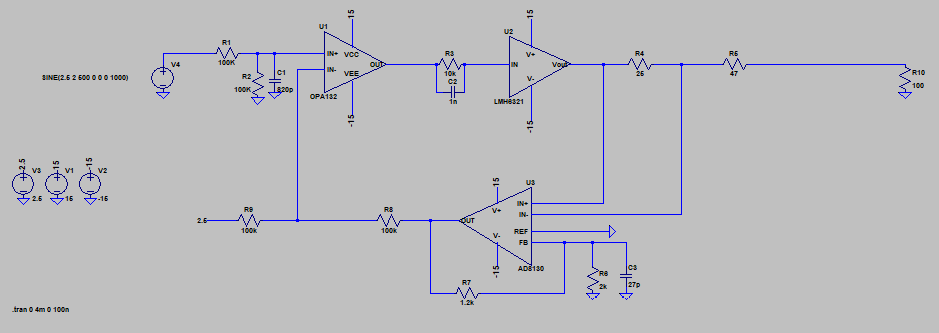 SINE(2.5 2 500 0 0 0 1000)
V4
R1
100K
R2
100K
C1
820p
U1
IN+
IN-
VCC
VEE
OUT
OPA132
15
-15
R3
10k
C2
1n
U2
IN
V+
V-
Vout
LMH6321
15
-15
R4
25
R5
47
R10
100
-2.5
V3
2.5
-15
V1
15
-15
V2
-15
2.5
R9
100k
R8
100k
U3
15
V+
V-
OUT
IN+
IN-
REF
FB
-15
AD8130
R7
1.2k
R6
2k
C3
27p
.tran 0 4m 0 100n